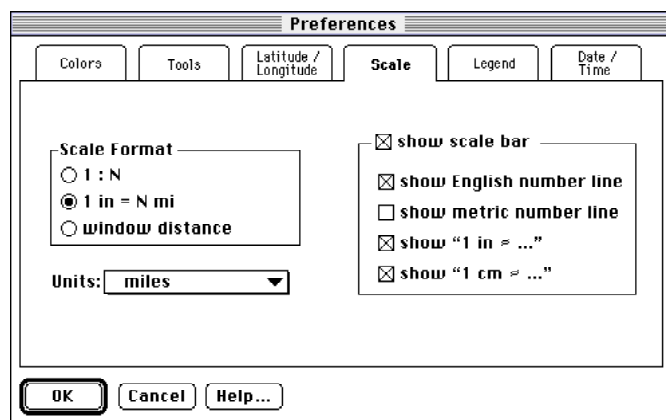 Preferences
Colors
Tools
Latitude /
Longitude
Scale
Legend
Date /
Time
Scale Format
1 : N
1 in = N mi
window distance
Units: miles
show scale bar
show English number line
show metric number line
show “1 in ≈ ...”
show “1 cm ≈ ...”
OK
Cancel
Help...